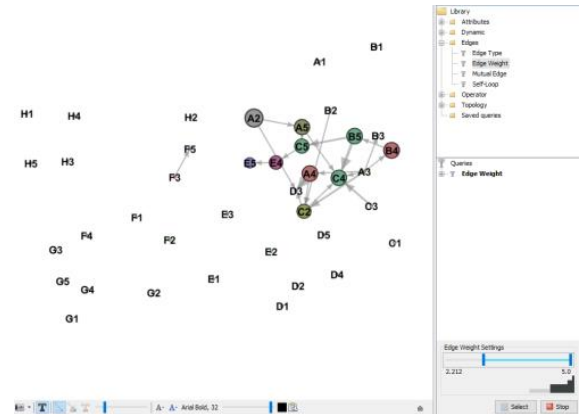 B1
A1
H1
H4
H2
A2
B2
A5
C5
B5
B3
B4
F5
H5
H3
F3
E5
E4
A4
C4
A3
D3
C2
C3
F1
E3
F4
F2
D5
C1
G3
E2
G5
G4
G2
E1
D2
D4
G1
D1
T
A- A- Arial Bold, 32
Library
Attributes
Dynamic
Edges
Edge Type
Edge Weight
Mutual Edge
Self-Loop
Operator
Topology
Saved queries
Queries
Edge Weight
Edge Weight Settings
2.212 5.0
Select Stop